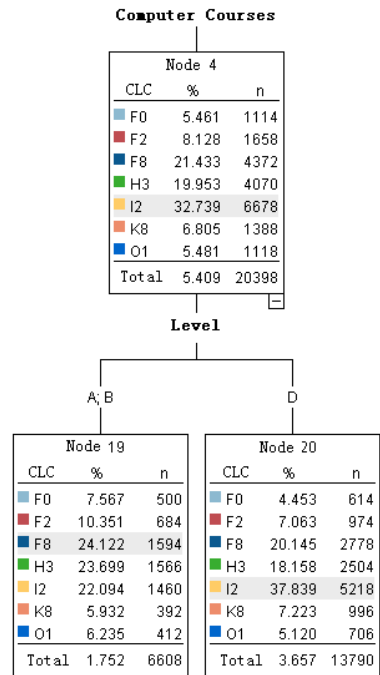 Computer Courses
Node 4
CLC % n
F0 5.461 1114
F2 8.128 1658
F8 21.433 4372
H3 19.953 4070
I2 32.739 6678
K8 6.805 1388
O1 5.481 1118
Total 5.409 20398
Level
A; B D
Node 19
CLC % n
F0 7.567 500
F2 10.351 684
F8 24.122 1594
H3 23.699 1566
I2 22.094 1460
K8 5.932 392
O1 6.235 412
Total 1.752 6608
Node 20
CLC % n
F0 4.453 614
F2 7.063 974
F8 20.145 2778
H3 18.158 2504
I2 37.839 5218
K8 7.223 996
O1 5.120 706
Total 3.657 13790